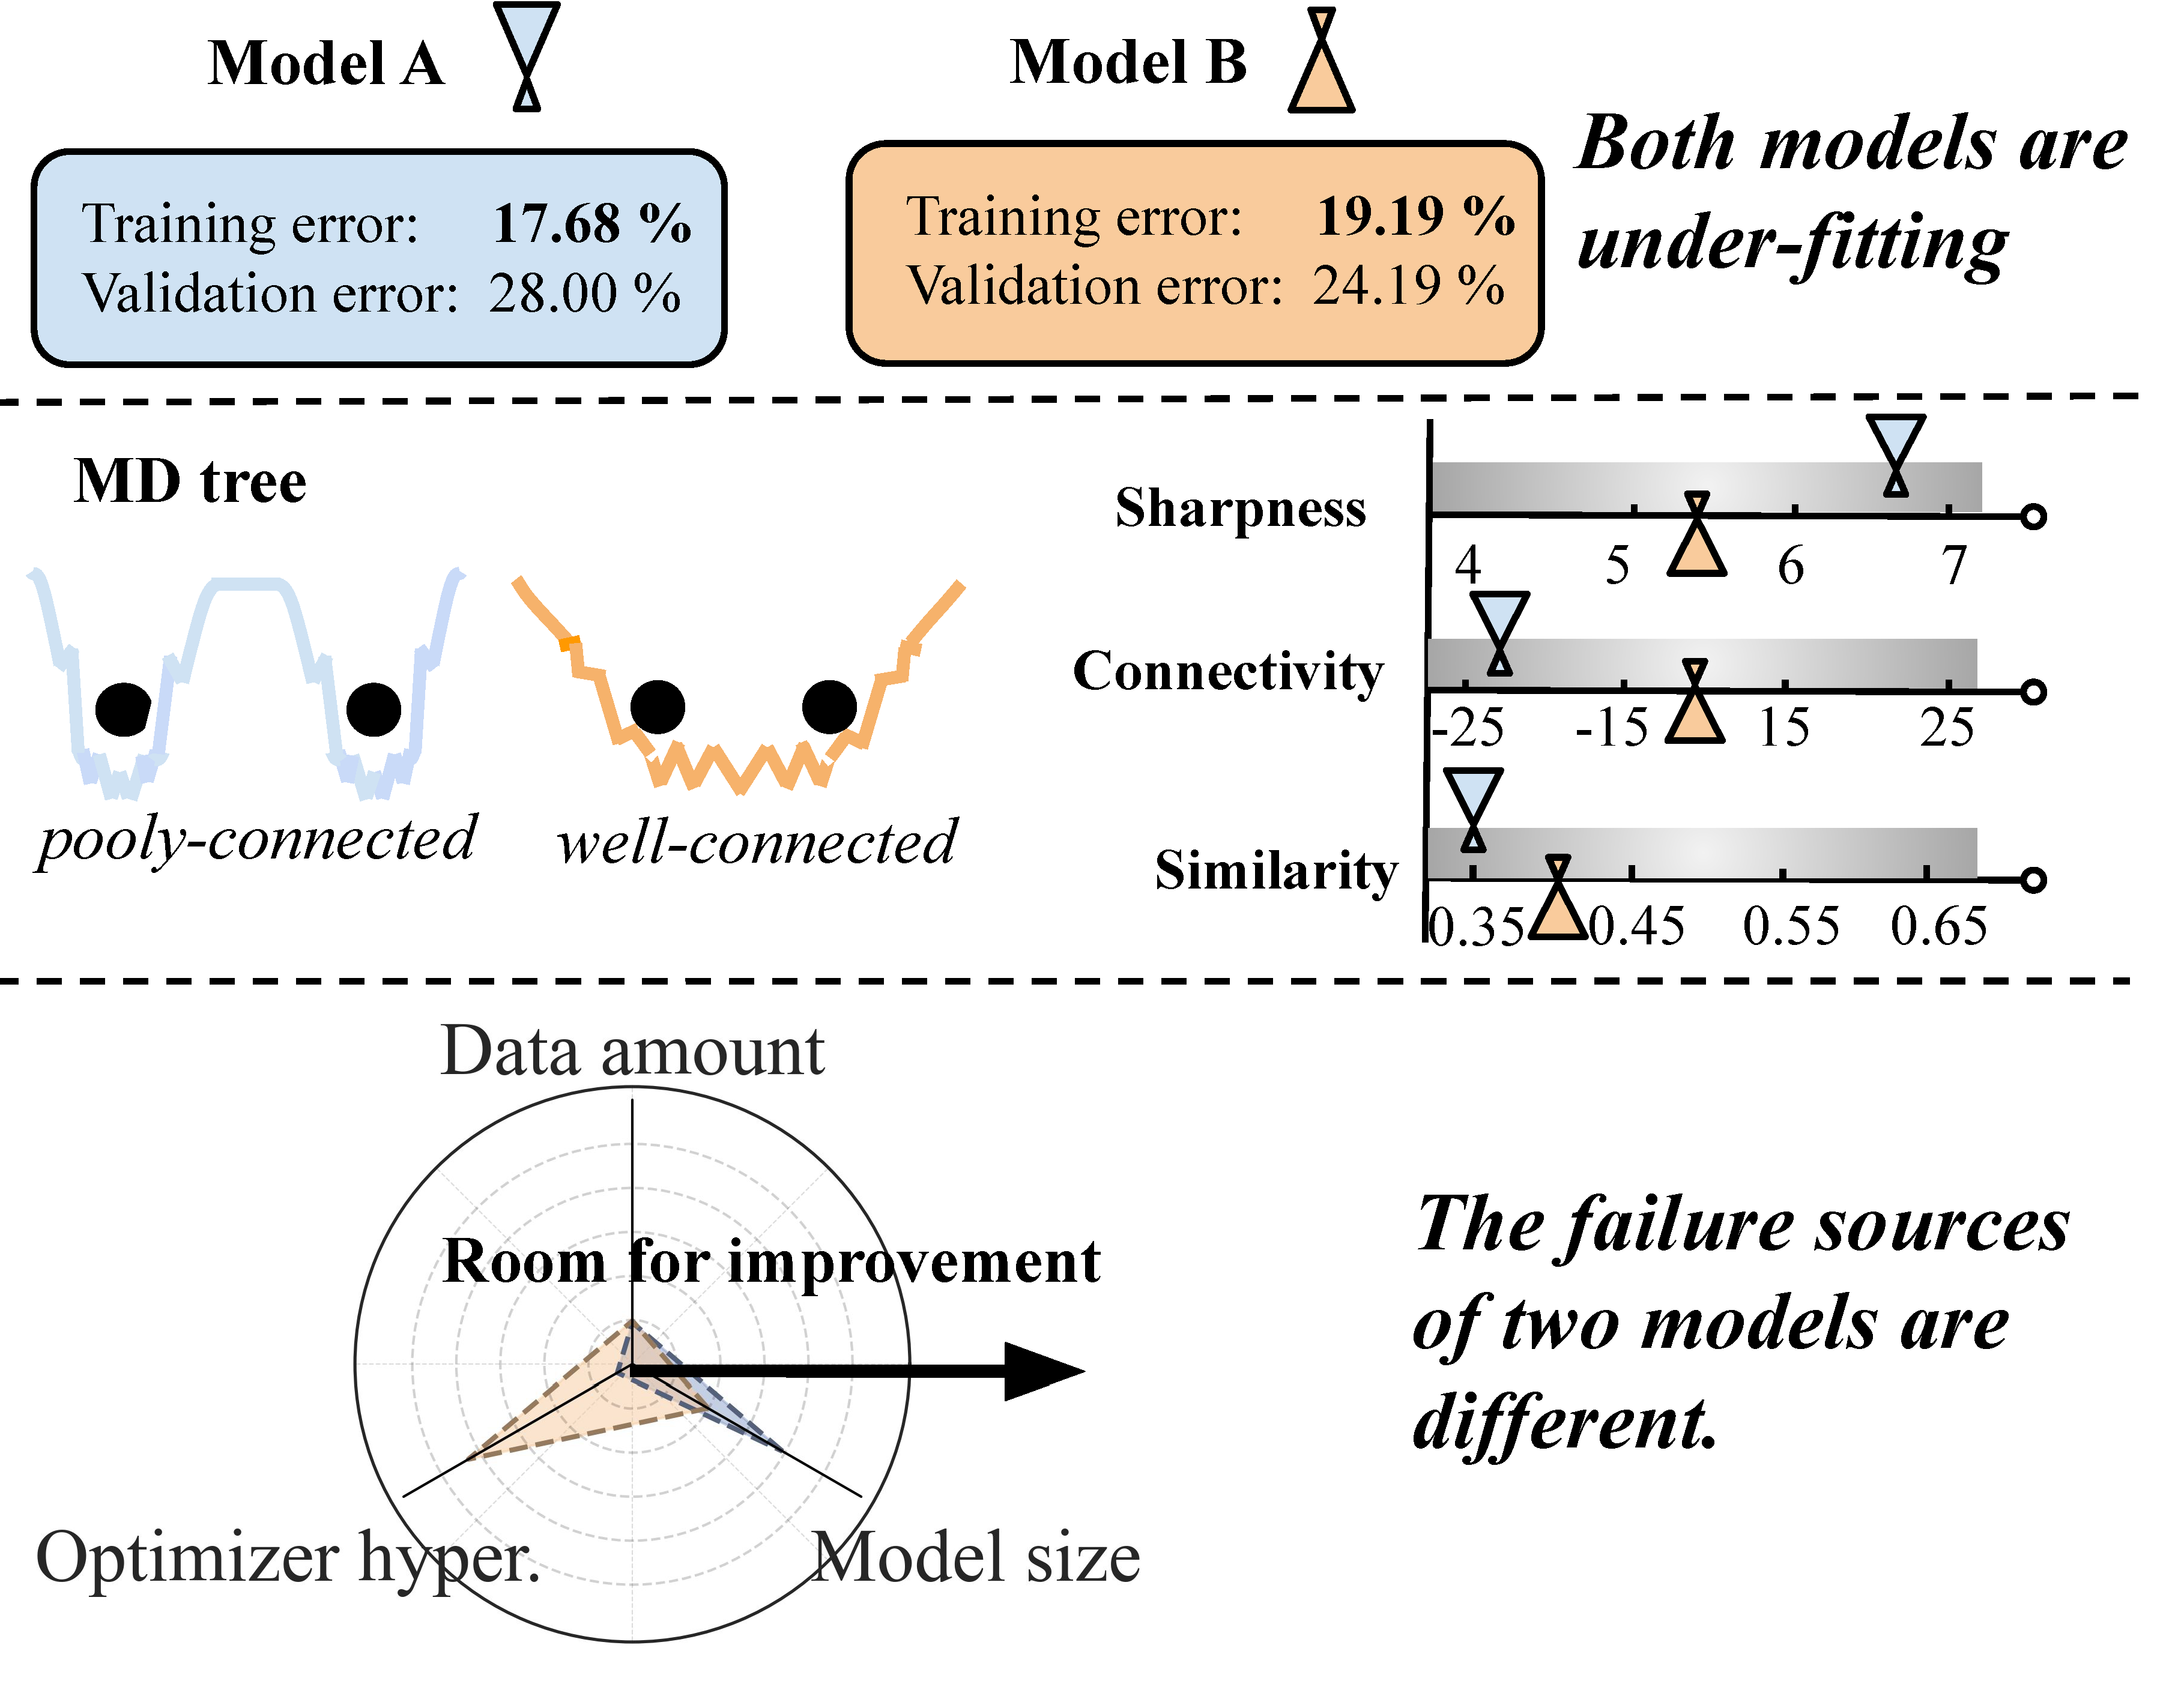 Model A
Model B
Training error: 17.68 %
Validation error: 28.00 %
Training error: 19.19 %
Validation error: 24.19 %
Both models are
under-fitting
MD tree
pooly-connected
well-connected
Sharpness
4 5 6 7
Connectivity
-25 -15 15 25
Similarity
0.35 0.45 0.55 0.65
Data amount
Room for improvement
Optimizer hyper.
Model size
The failure sources
of two models are
different.